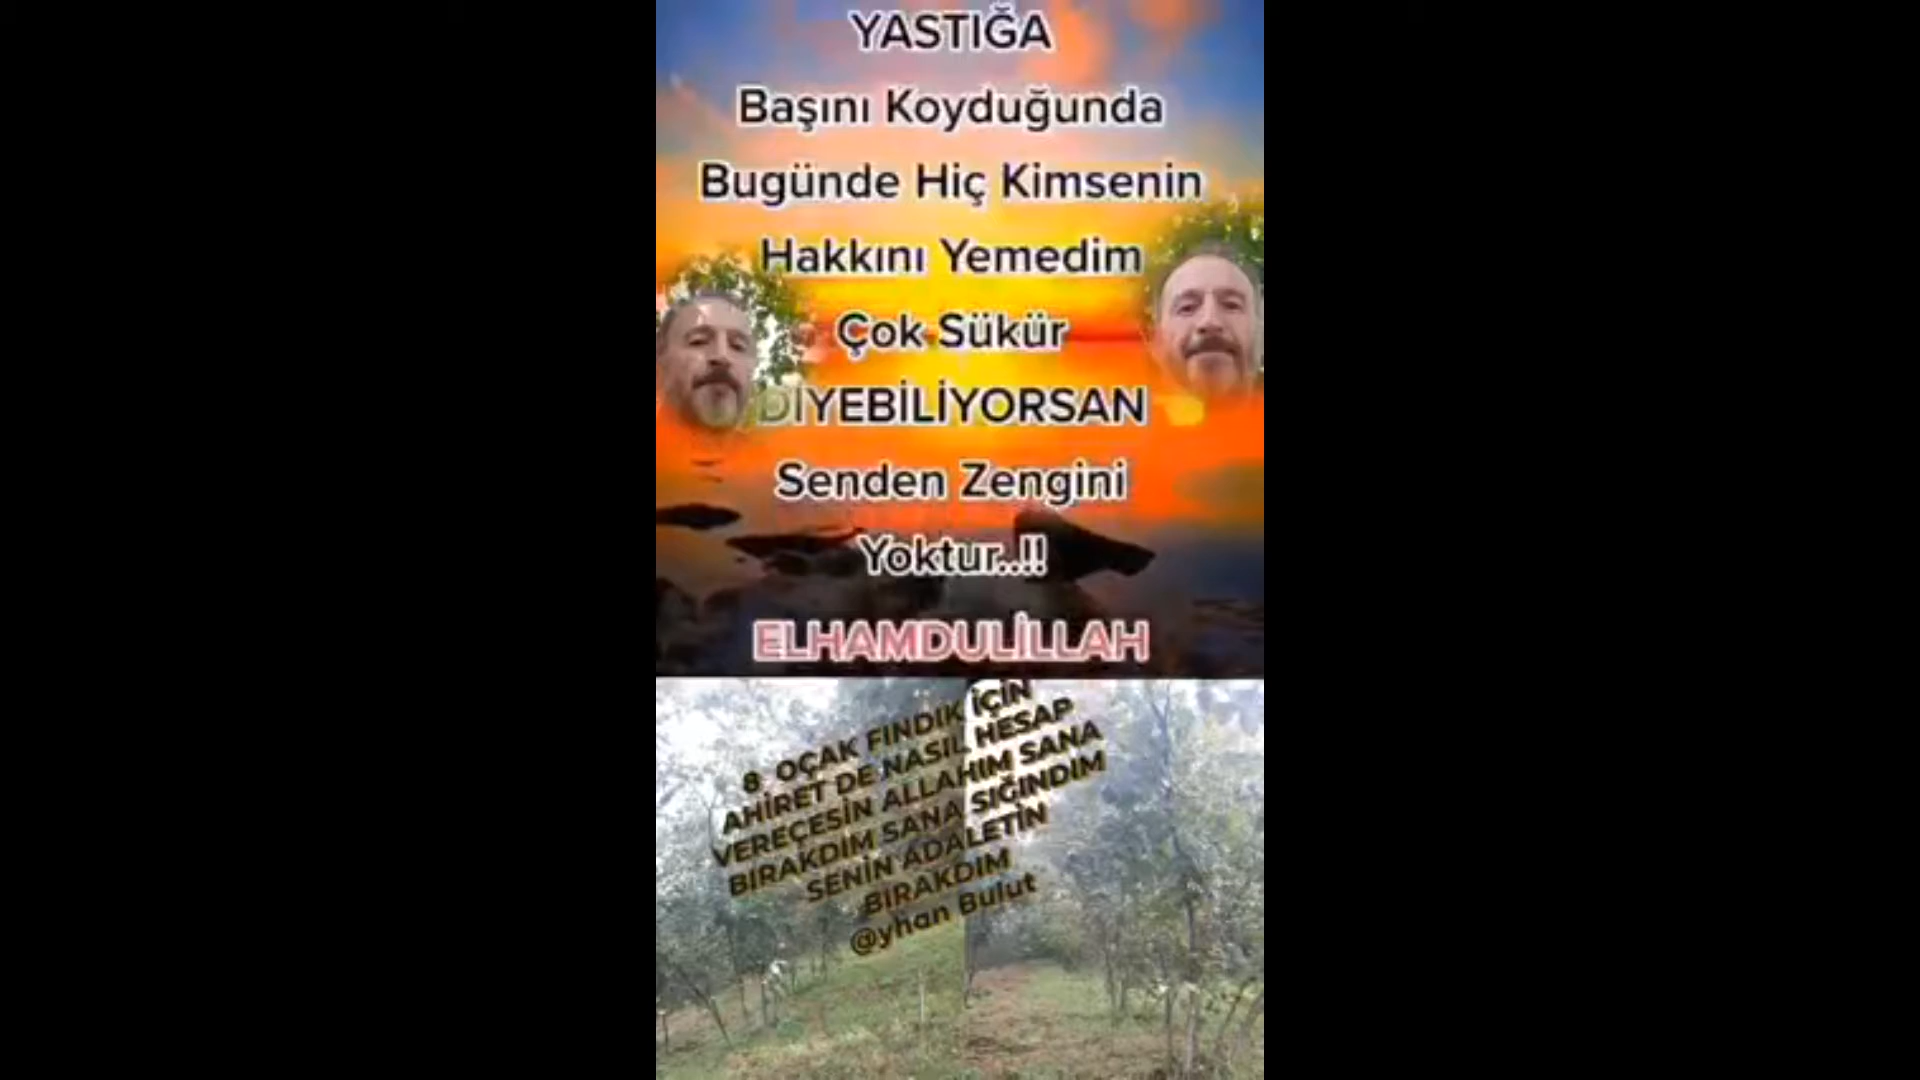 YASTIĞA
Başını Koyduğunda
Bugünde Hiç Kimsenin
Hakkını Yemedim
Çok Sükür
DİYEBİLİYORSAN
Senden Zengini
Yoktur..!!
ELHAMDULİLLAH
8 OÇAK FINDIK İÇİN
AHİRET DE NASIL HESAP
VEREÇESİN ALLAHIM SANA
BIRAKDIM SANA SIĞINDIM
SENİN ADALETİN
BIRAKDIM
@yhan Bulut